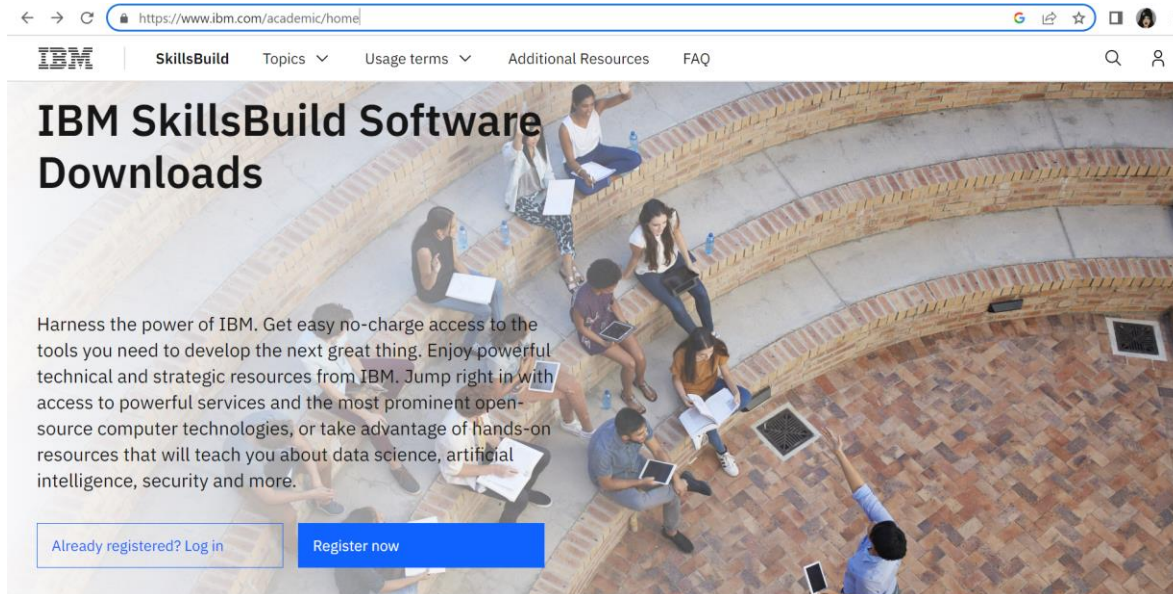 https://www.ibm.com/academic/home
IBM SkillsBuild Topics Usage terms Additional Resources FAQ
IBM SkillsBuild Software
Downloads
Harness the power of IBM. Get easy no-charge access to the
tools you need to develop the next great thing. Enjoy powerful
technical and strategic resources from IBM. Jump right in with
access to powerful services and the most prominent open-
source computer technologies, or take advantage of hands-on
resources that will teach you about data science, artificial
intelligence, security and more.
Already registered? Log in Register now